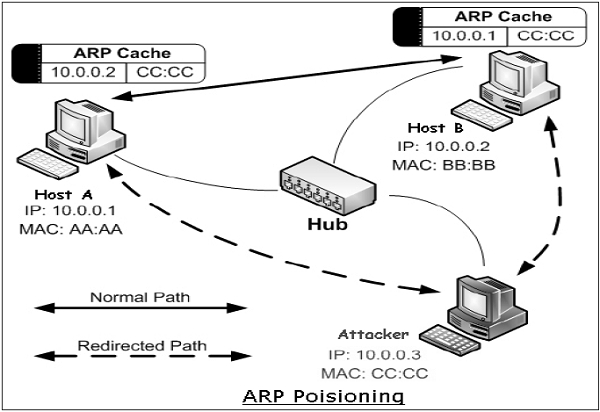 ARP Cache
10.0.0.1 CC:CC
ARP Cache
10.0.0.2 CC:CC
Host B
IP: 10.0.0.2
MAC: BB:BB
Host A
IP: 10.0.0.1
MAC: AA:AA
Hub
Normal Path
Redirected Path
Attacker
IP: 10.0.0.3
MAC: CC:CC
ARP Poisioning